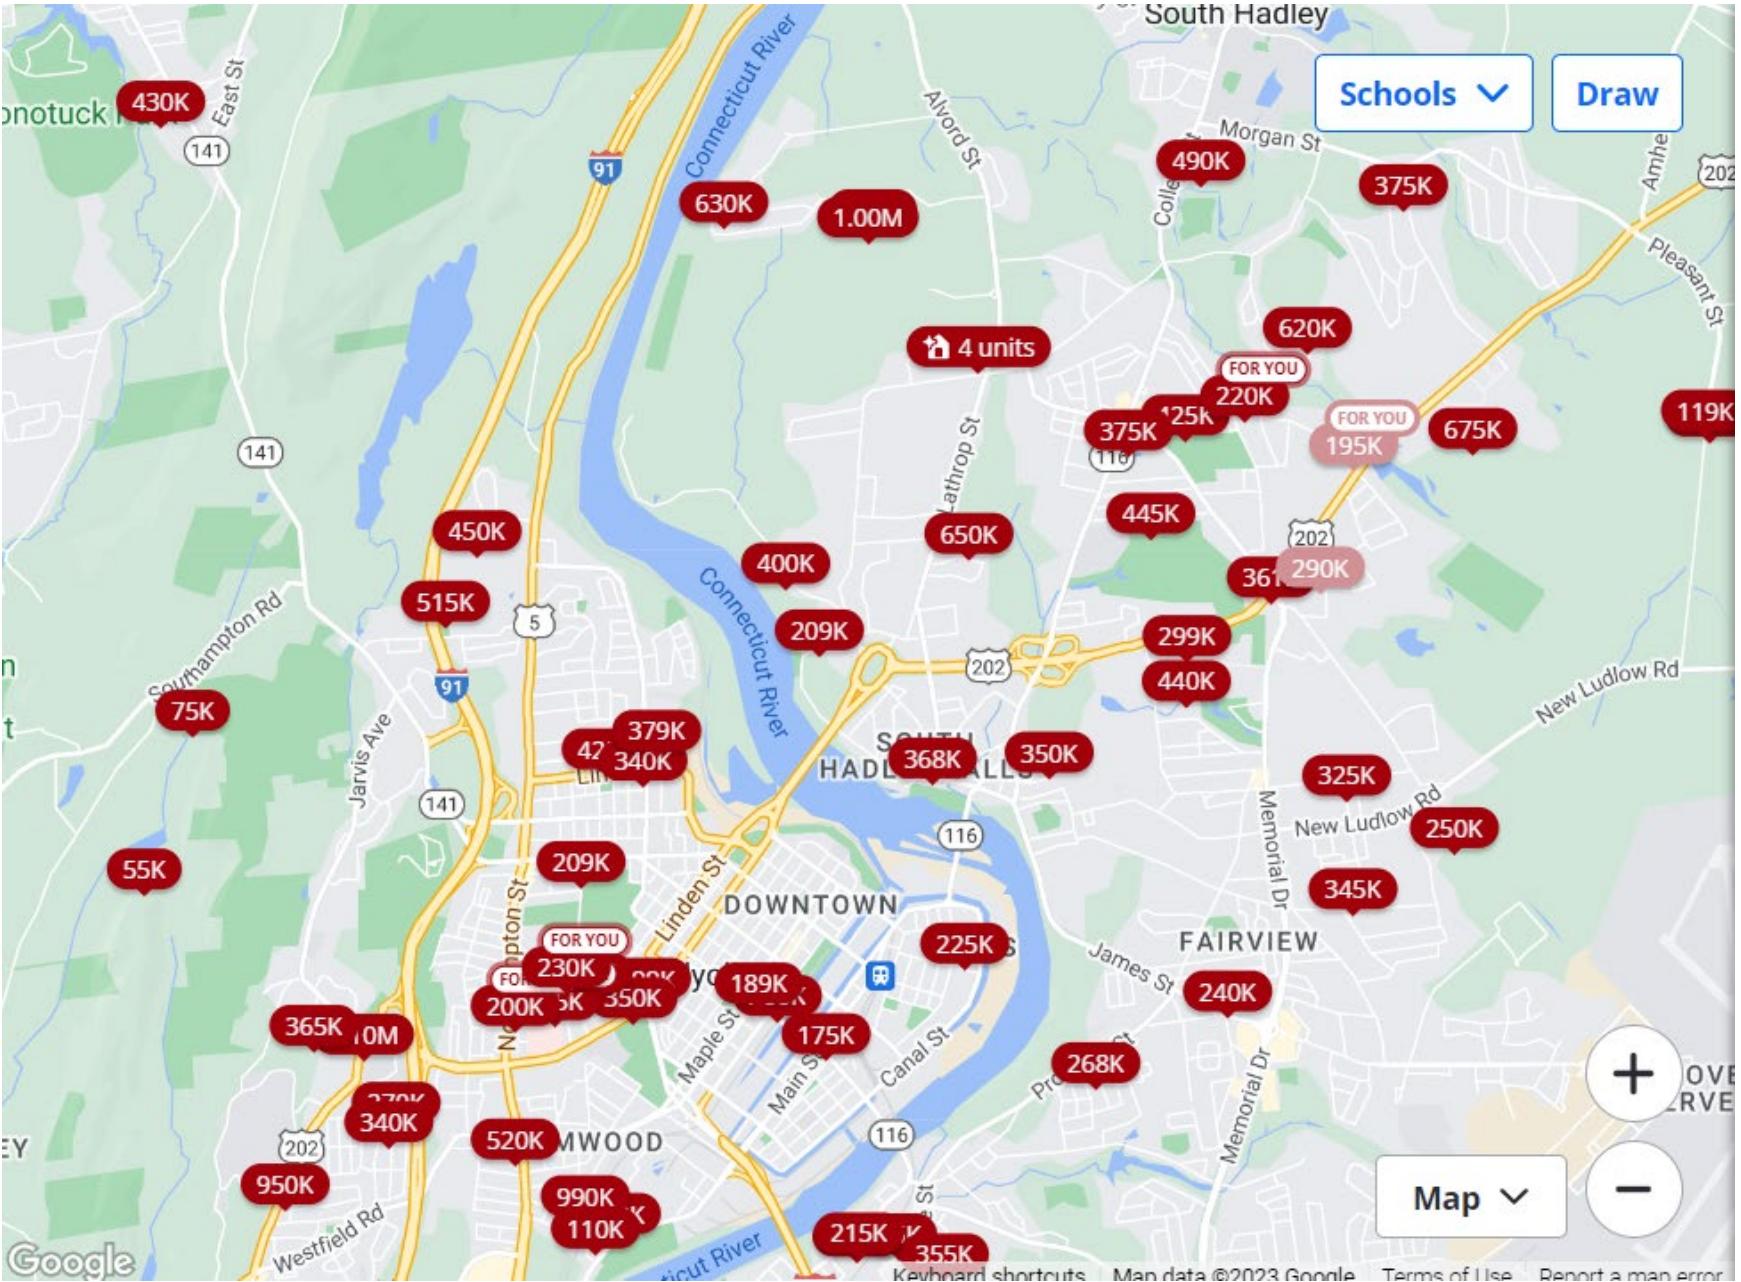 South Hadley
Schools
Draw
430K
East St
141
91
Connecticut River
Alvord St
Morgan St
490K
375K
202
630K
1.00M
Pleasant St
4 units
620K
FOR YOU
220K
375K
116
FOR YOU
195K
675K
119K
141
Lathrop St
450K
445K
650K
202
290K
400K
Connecticut River
515K
5
209K
299K
202
440K
Southampton Rd
91
New Ludlow Rd
75K
Jarvis Ave
379K
340K
368K
350K
325K
141
Memorial Dr
New Ludlow Rd
250K
116
55K
209K
345K
Linden St
DOWNTOWN
225K
FAIRVIEW
FOR YOU
230K
James St
200K
350K
189K
240K
365K
175K
Maple St
Canal St
268K
Main St
340K
Memorial Dr
202
520K
116
950K
990K
110K
Map
Westfield Rd
215K
355K
Google
Keyboard shortcuts
Map data ©2023 Google
Terms of Use
Report a map error